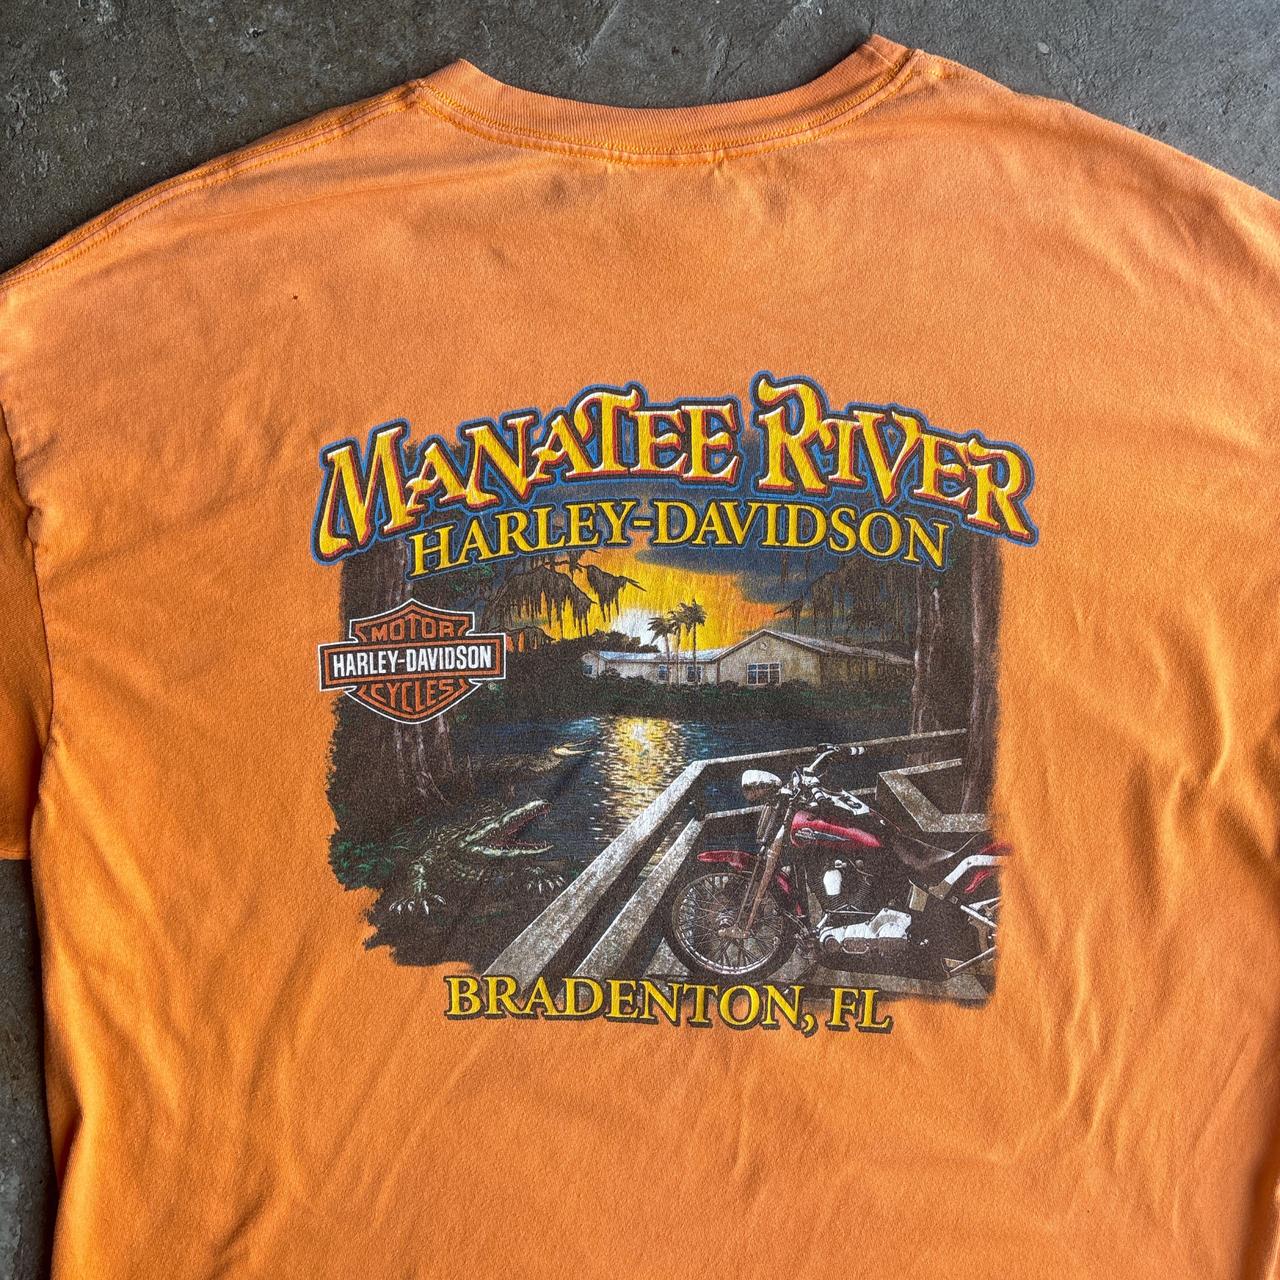 MANATEE RIVER
HARLEY-DAVIDSON
MOTOR
HARLEY-DAVIDSON
CYCLES
BRADENTON, FL